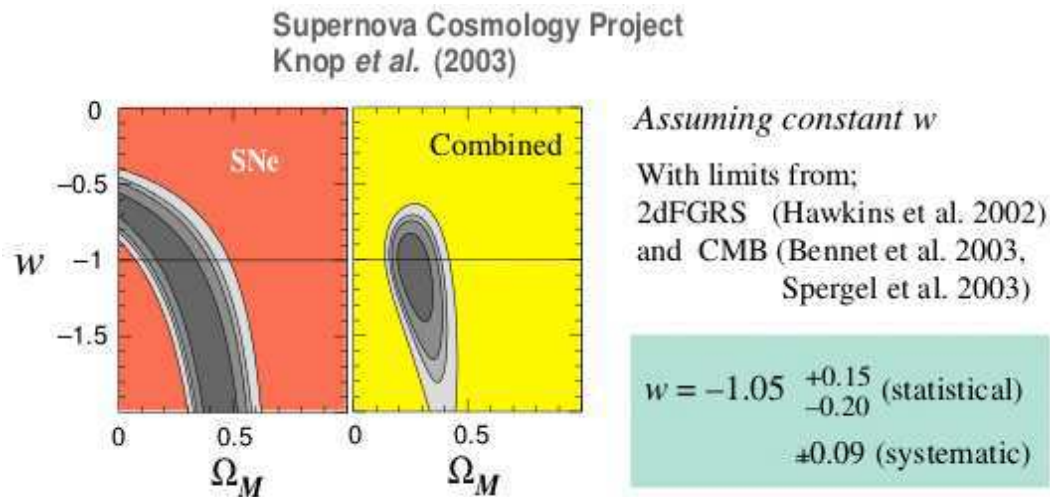 Supernova Cosmology Project
Knop et al. (2003)
0
−0.5
−1
−1.5
w
SNe
Combined
0
0.5
0
0.5
Ω_M
Ω_M
Assuming constant w
With limits from;
2dFGRS (Hawkins et al. 2002)
and CMB (Bennet et al. 2003,
Spergel et al. 2003)
w = −1.05 +0.15 −0.20 (statistical)
±0.09 (systematic)